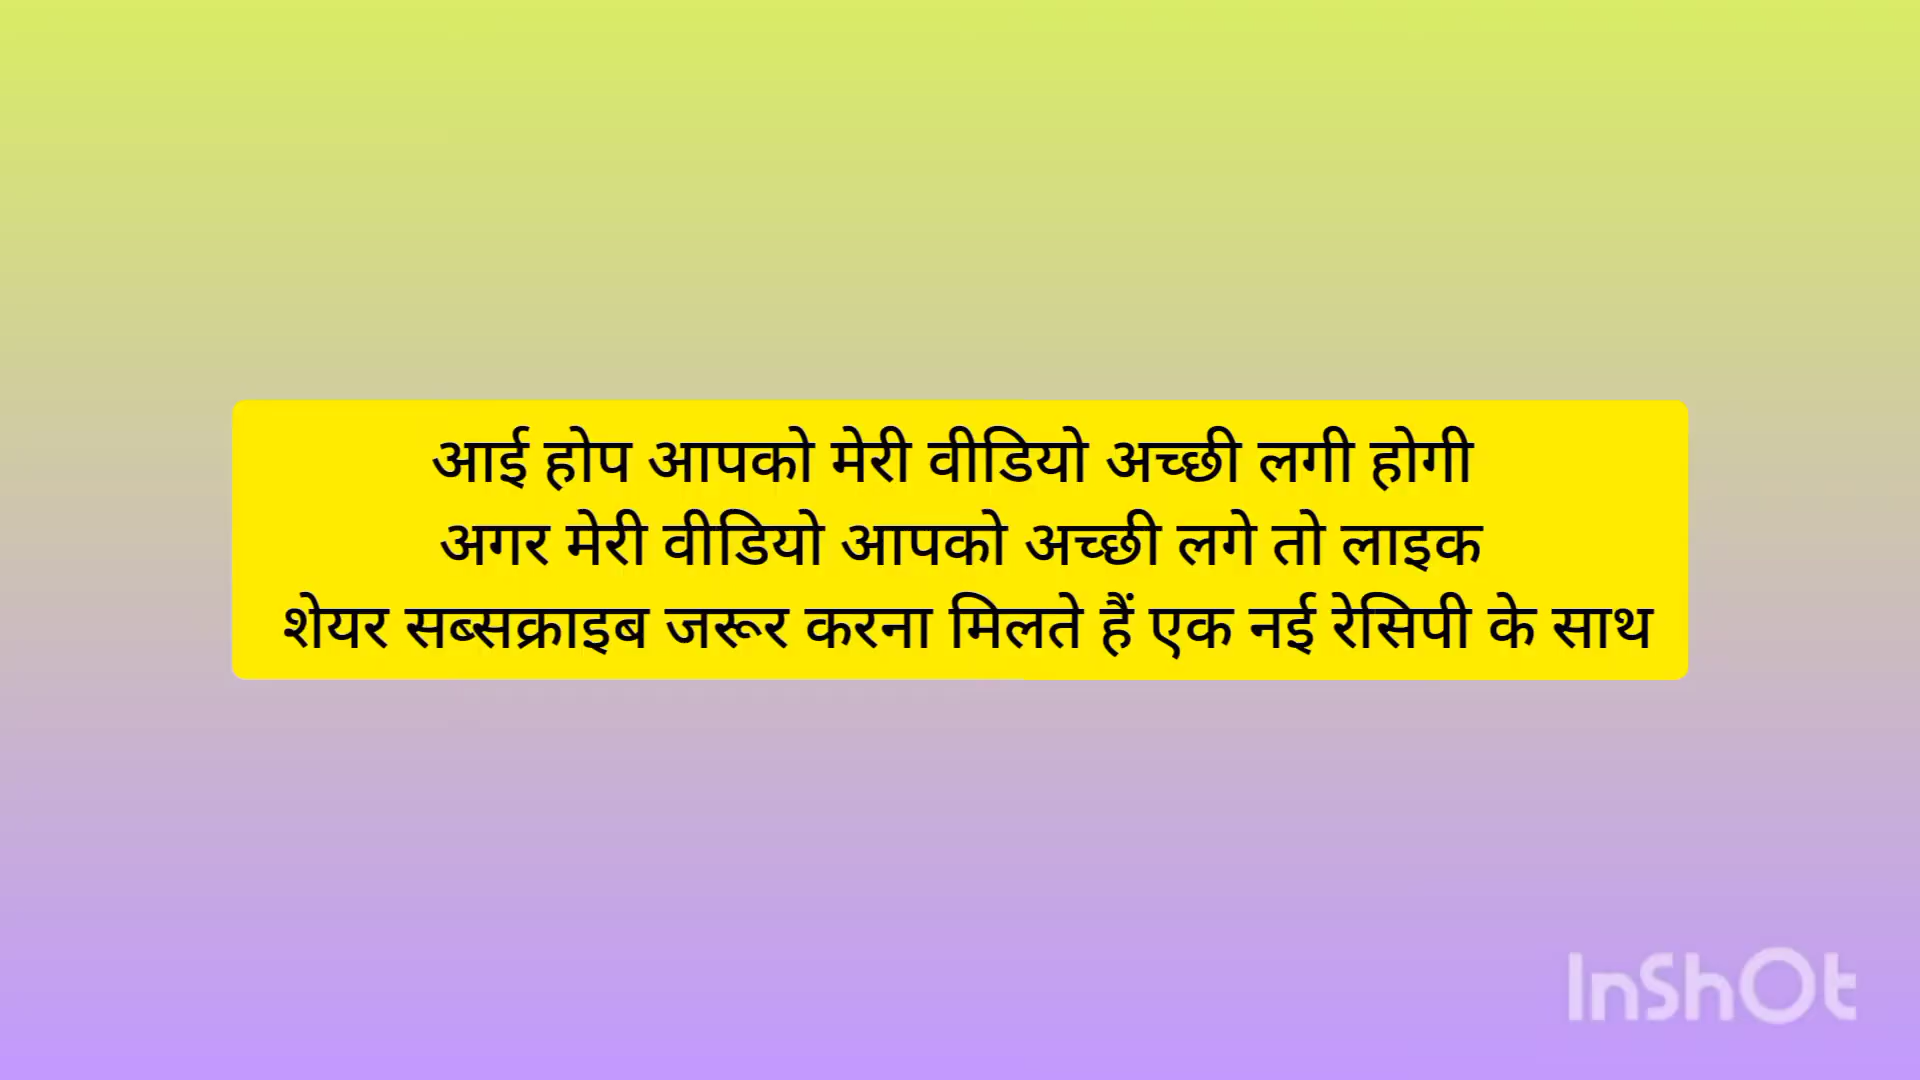 आई होप आपको मेरी वीडियो अच्छी लगी होगी
अगर मेरी वीडियो आपको अच्छी लगे तो लाइक
शेयर सब्सक्राइब जरूर करना मिलते हैं एक नई रेसिपी के साथ
InShOt